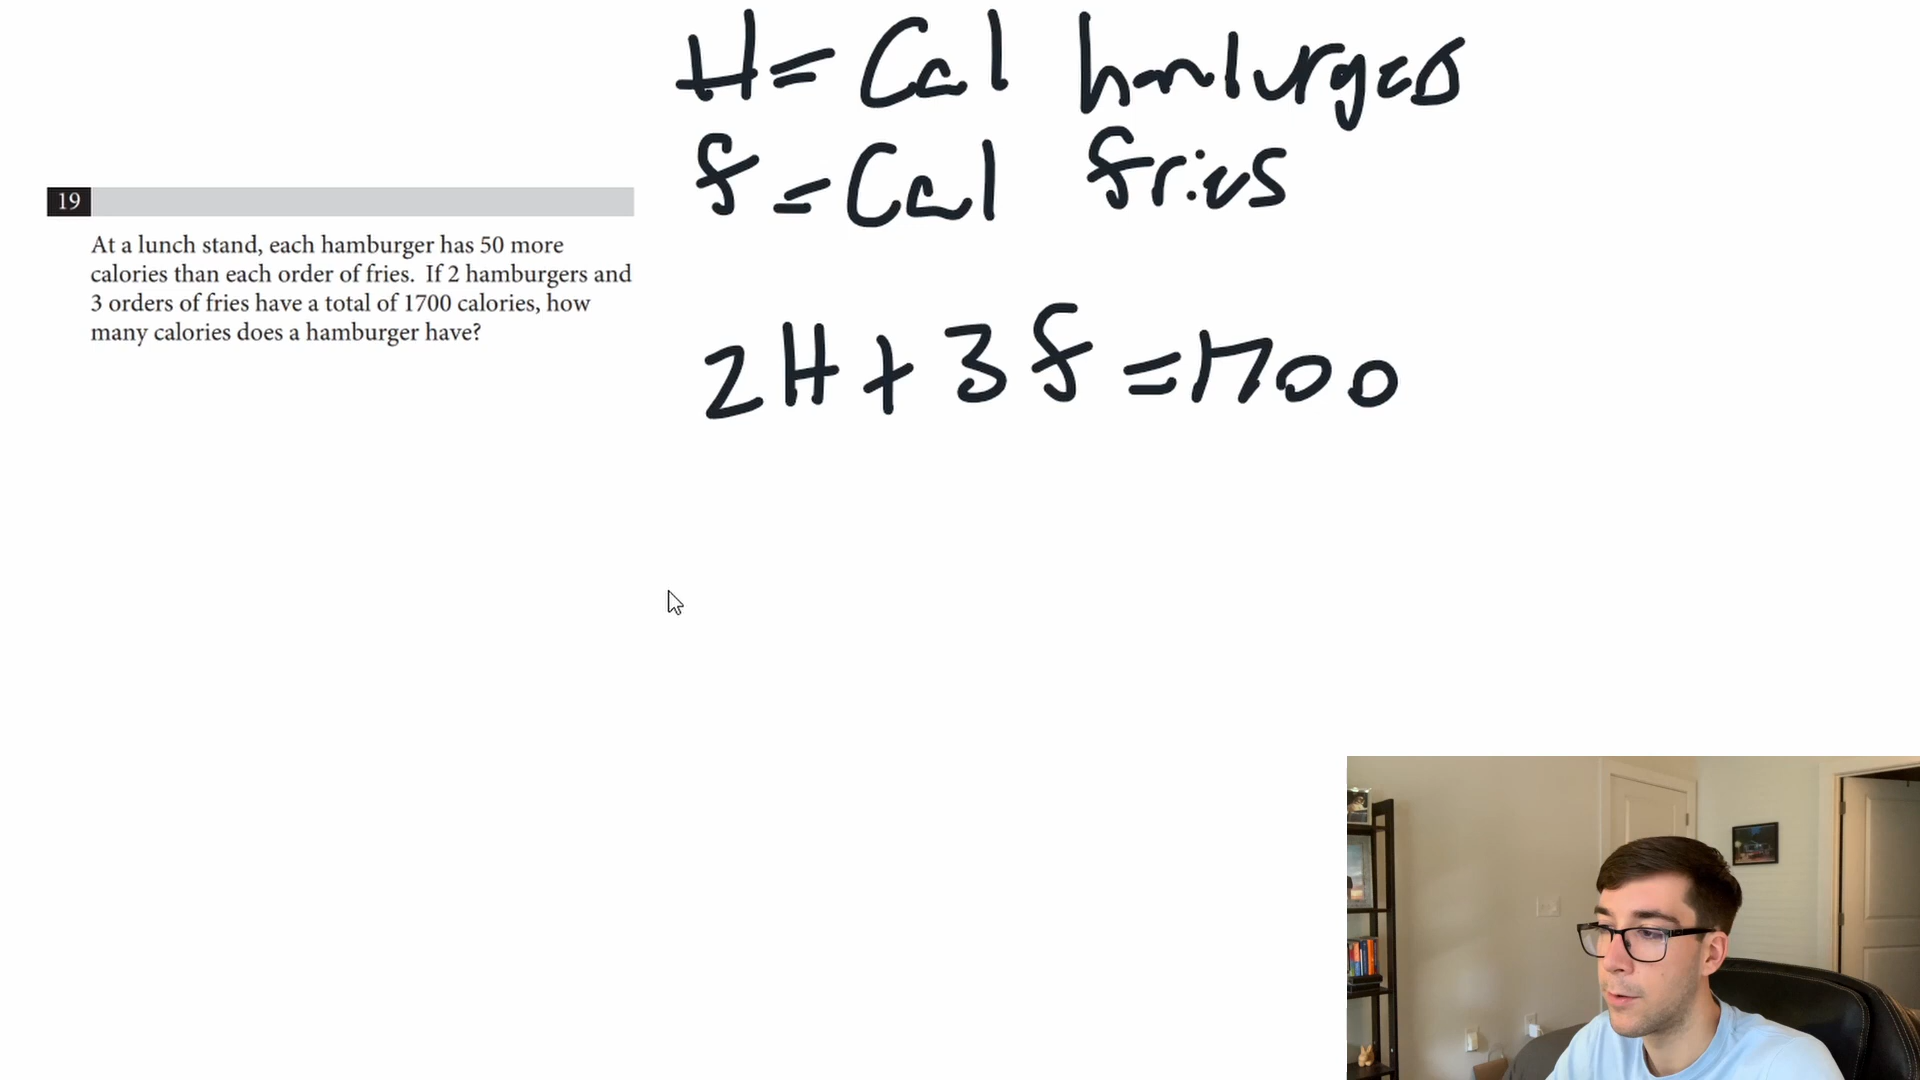 19
At a lunch stand, each hamburger has 50 more
calories than each order of fries. If 2 hamburgers and
3 orders of fries have a total of 1700 calories, how
many calories does a hamburger have?
H = Cal hamburgers
f = Cal fries
2H + 3f = 1700